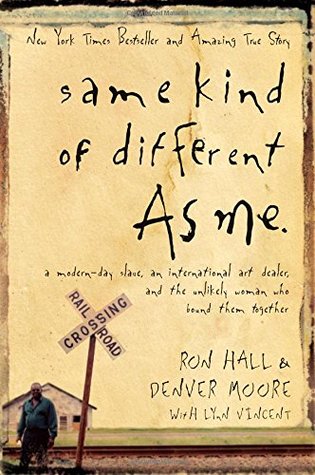 New York Times Bestseller and Amazing True Story
same kind
of different
As me.
a modern-day slave, an international art dealer,
and the unlikely woman who
bound them together
RAIL
CROSSING
ROAD
RON HALL &
DENVER MOORE
WITH LYNN VINCENT